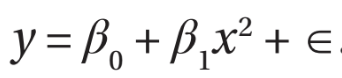 y = β₀ + β₁x² + ∈.